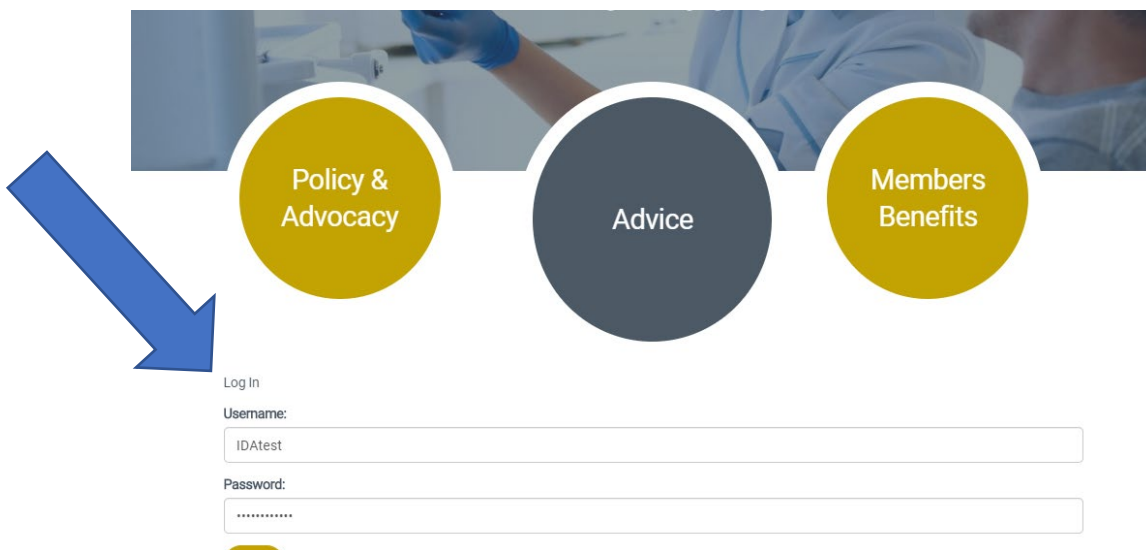 Policy &
Advocacy
Advice
Members
Benefits
Log In
Username:
IDAtest
Password:
••••••••••••